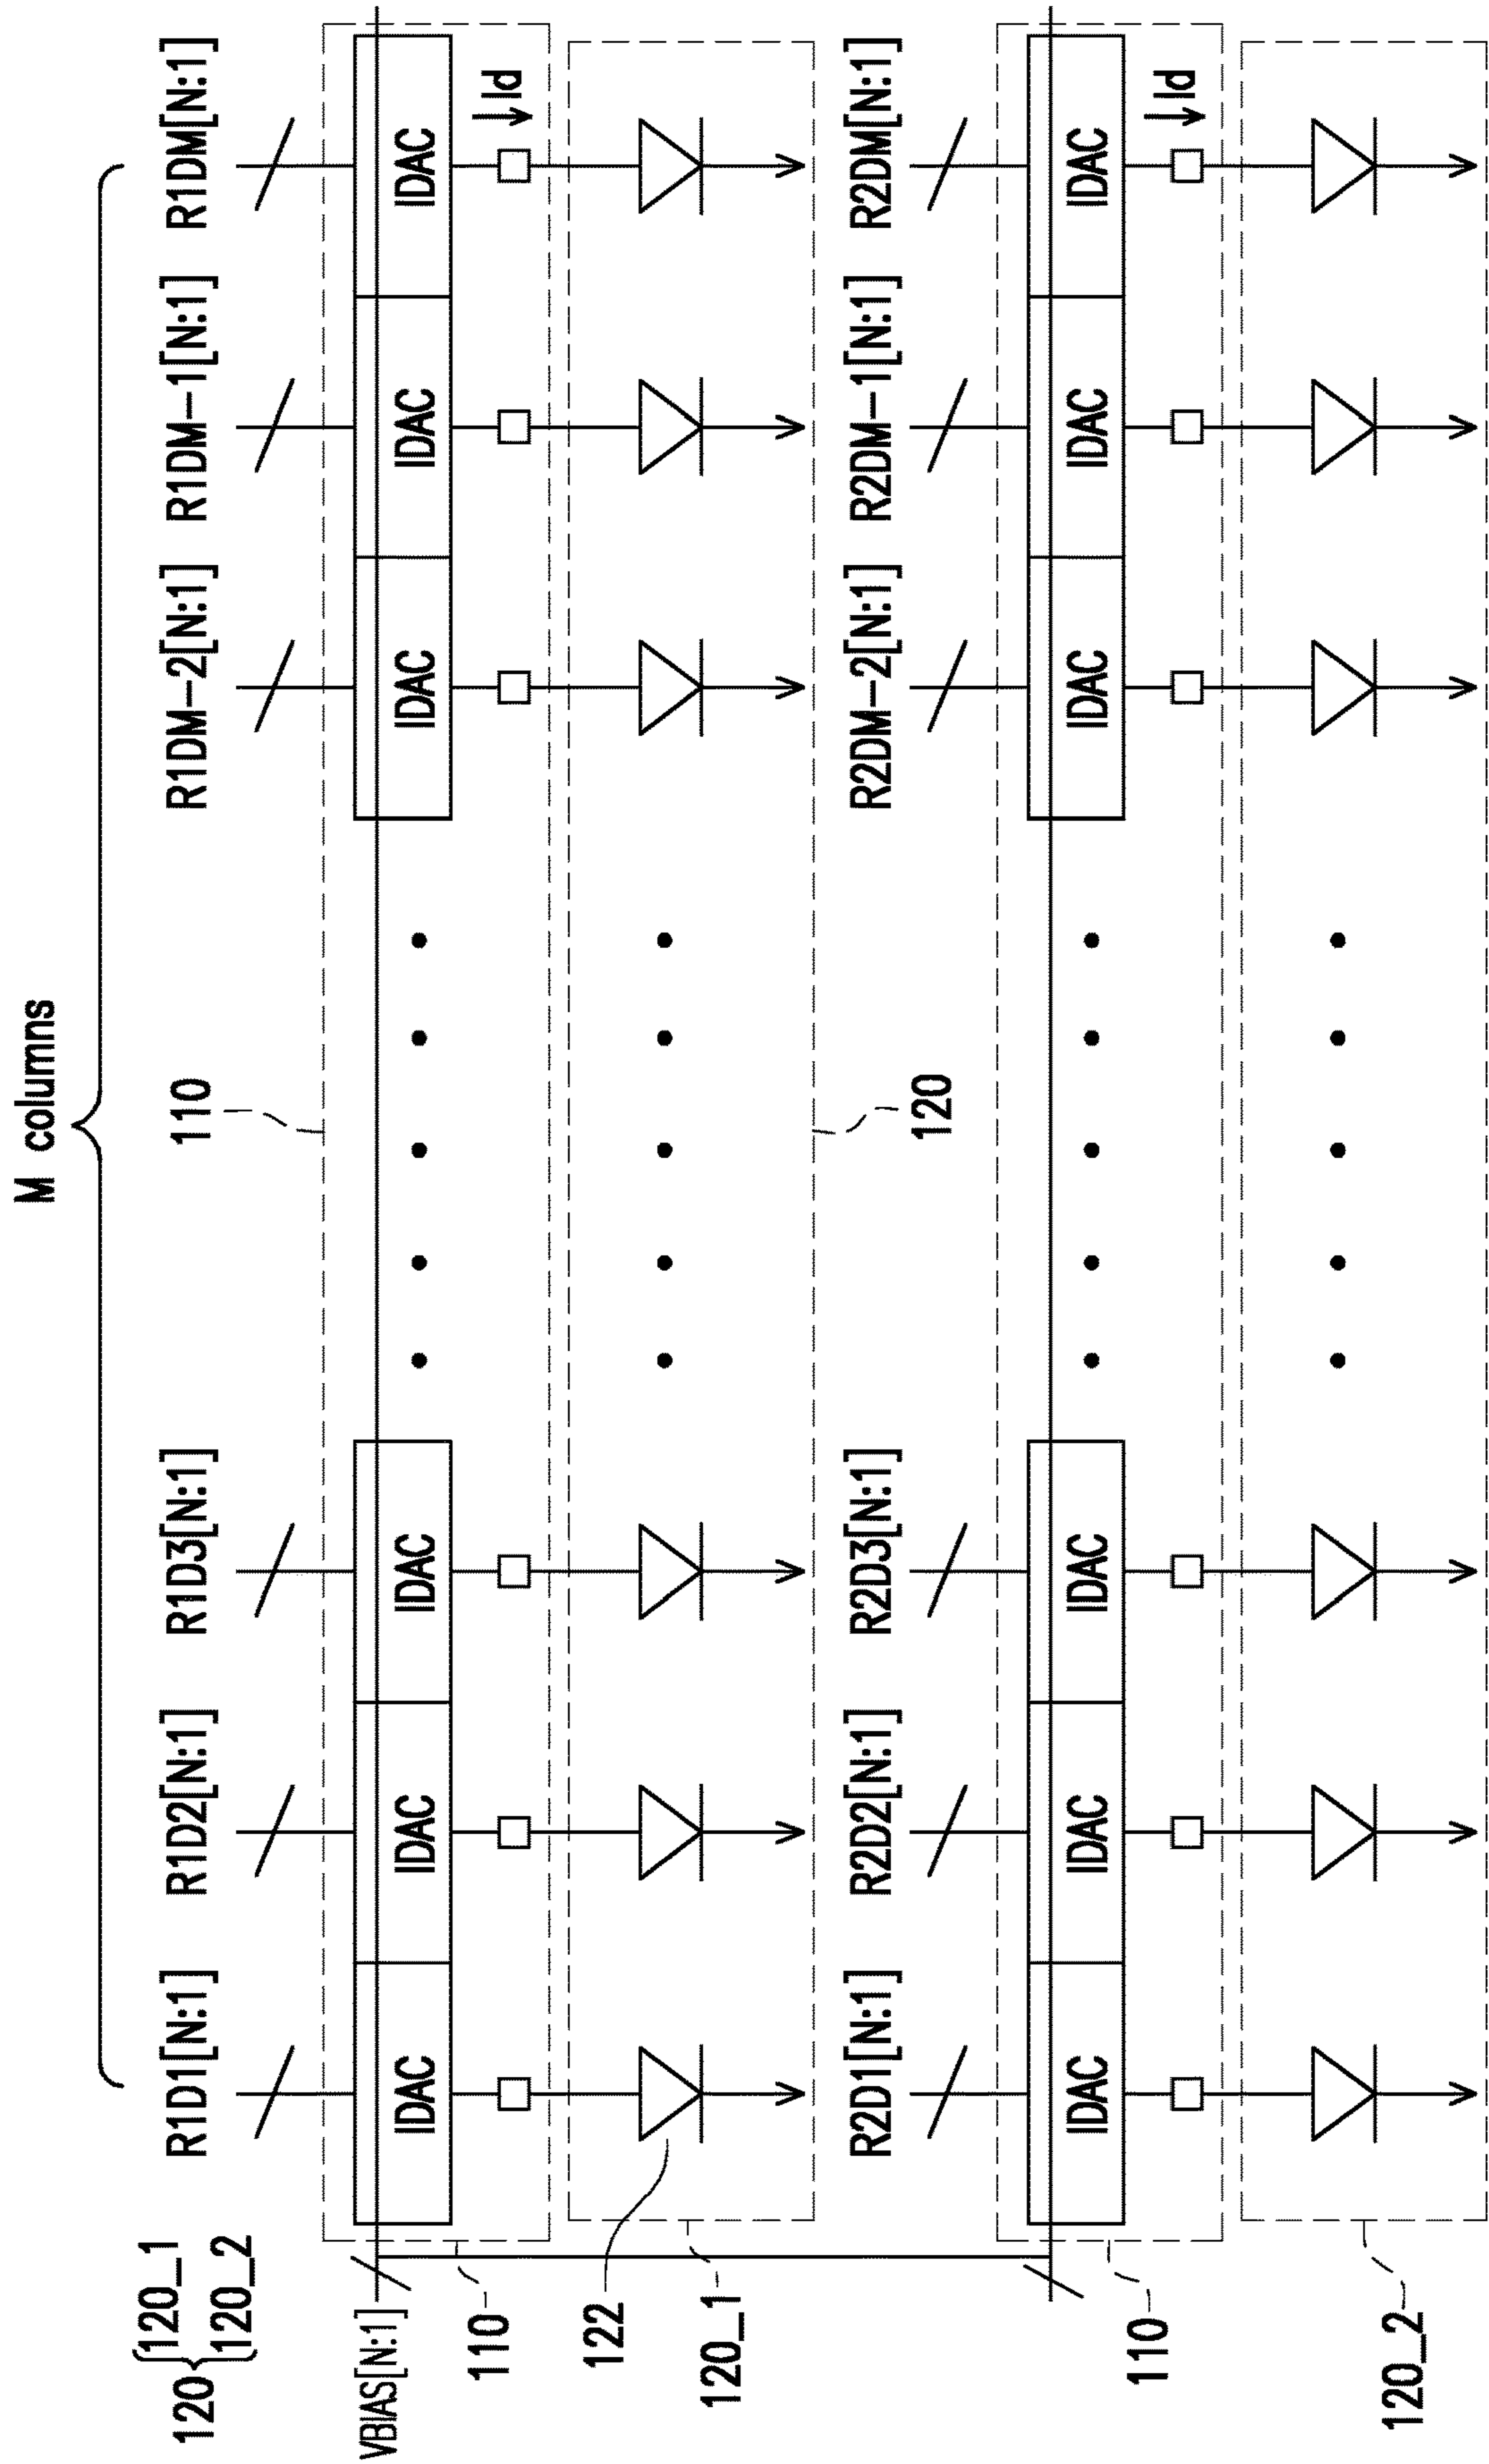 M columns
120 { 120_1
120_2
R1D1[N:1] R1D2[N:1] R1D3[N:1] R1DM-2[N:1] R1DM-1[N:1] R1DM[N:1]
110
VBIAS[N:1]
IDAC IDAC IDAC IDAC IDAC IDAC
110
Id
122
120_1
120
R2D1[N:1] R2D2[N:1] R2D3[N:1] R2DM-2[N:1] R2DM-1[N:1] R2DM[N:1]
IDAC IDAC IDAC IDAC IDAC IDAC
110
Id
120_2